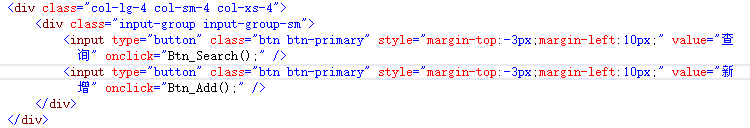 <div class="col-lg-4 col-sm-4 col-xs-4">
<div class="input-group input-group-sm">
<input type="button" class="btn btn-primary" style="margin-top:-3px;margin-left:10px;" value="查
询" onclick="Btn_Search();" />
<input type="button" class="btn btn-primary" style="margin-top:-3px;margin-left:10px;" value="新
增" onclick="Btn_Add();" />
</div>
</div>